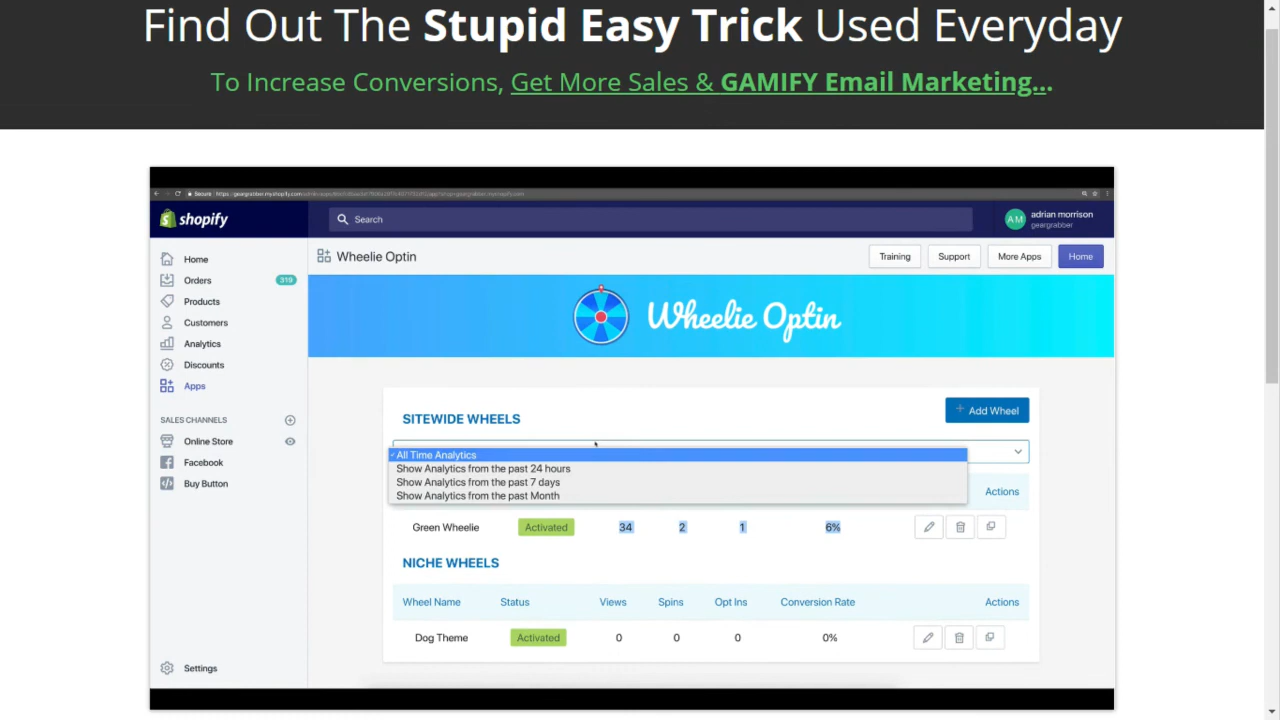 Find Out The Stupid Easy Trick Used Everyday
To Increase Conversions, Get More Sales & GAMIFY Email Marketing...
Secure
shopify
Search
AM
adrian morrison
geargrabber
Home
Orders
319
Products
Customers
Analytics
Discounts
Apps
SALES CHANNELS
Online Store
Facebook
Buy Button
Settings
Wheelie Optin
Training
Support
More Apps
Home
Wheelie Optin
SITEWIDE WHEELS
+ Add Wheel
All Time Analytics
Show Analytics from the past 24 hours
Show Analytics from the past 7 days
Show Analytics from the past Month
Actions
Green Wheelie Activated 34 2 1 6%
NICHE WHEELS
Wheel Name Status Views Spins Opt Ins Conversion Rate Actions
Dog Theme Activated 0 0 0 0%